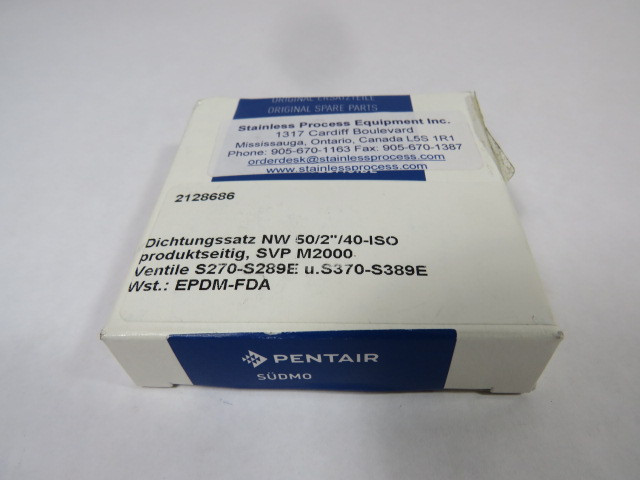 ORIGINAL ERSATZTEILE
ORIGINAL SPARE PARTS
Stainless Process Equipment Inc.
1317 Cardiff Boulevard
Mississauga, Ontario, Canada L5S 1R1
Phone: 905-670-1163 Fax: 905-670-1387
orderdesk@stainlessprocess.com
www.stainlessprocess.com
2128686
Dichtungssatz NW 50/2"/40-ISO
produktseitig, SVP M2000
Ventile S270-S289E u.S370-S389E
Wst.: EPDM-FDA
PENTAIR
SÜDMO